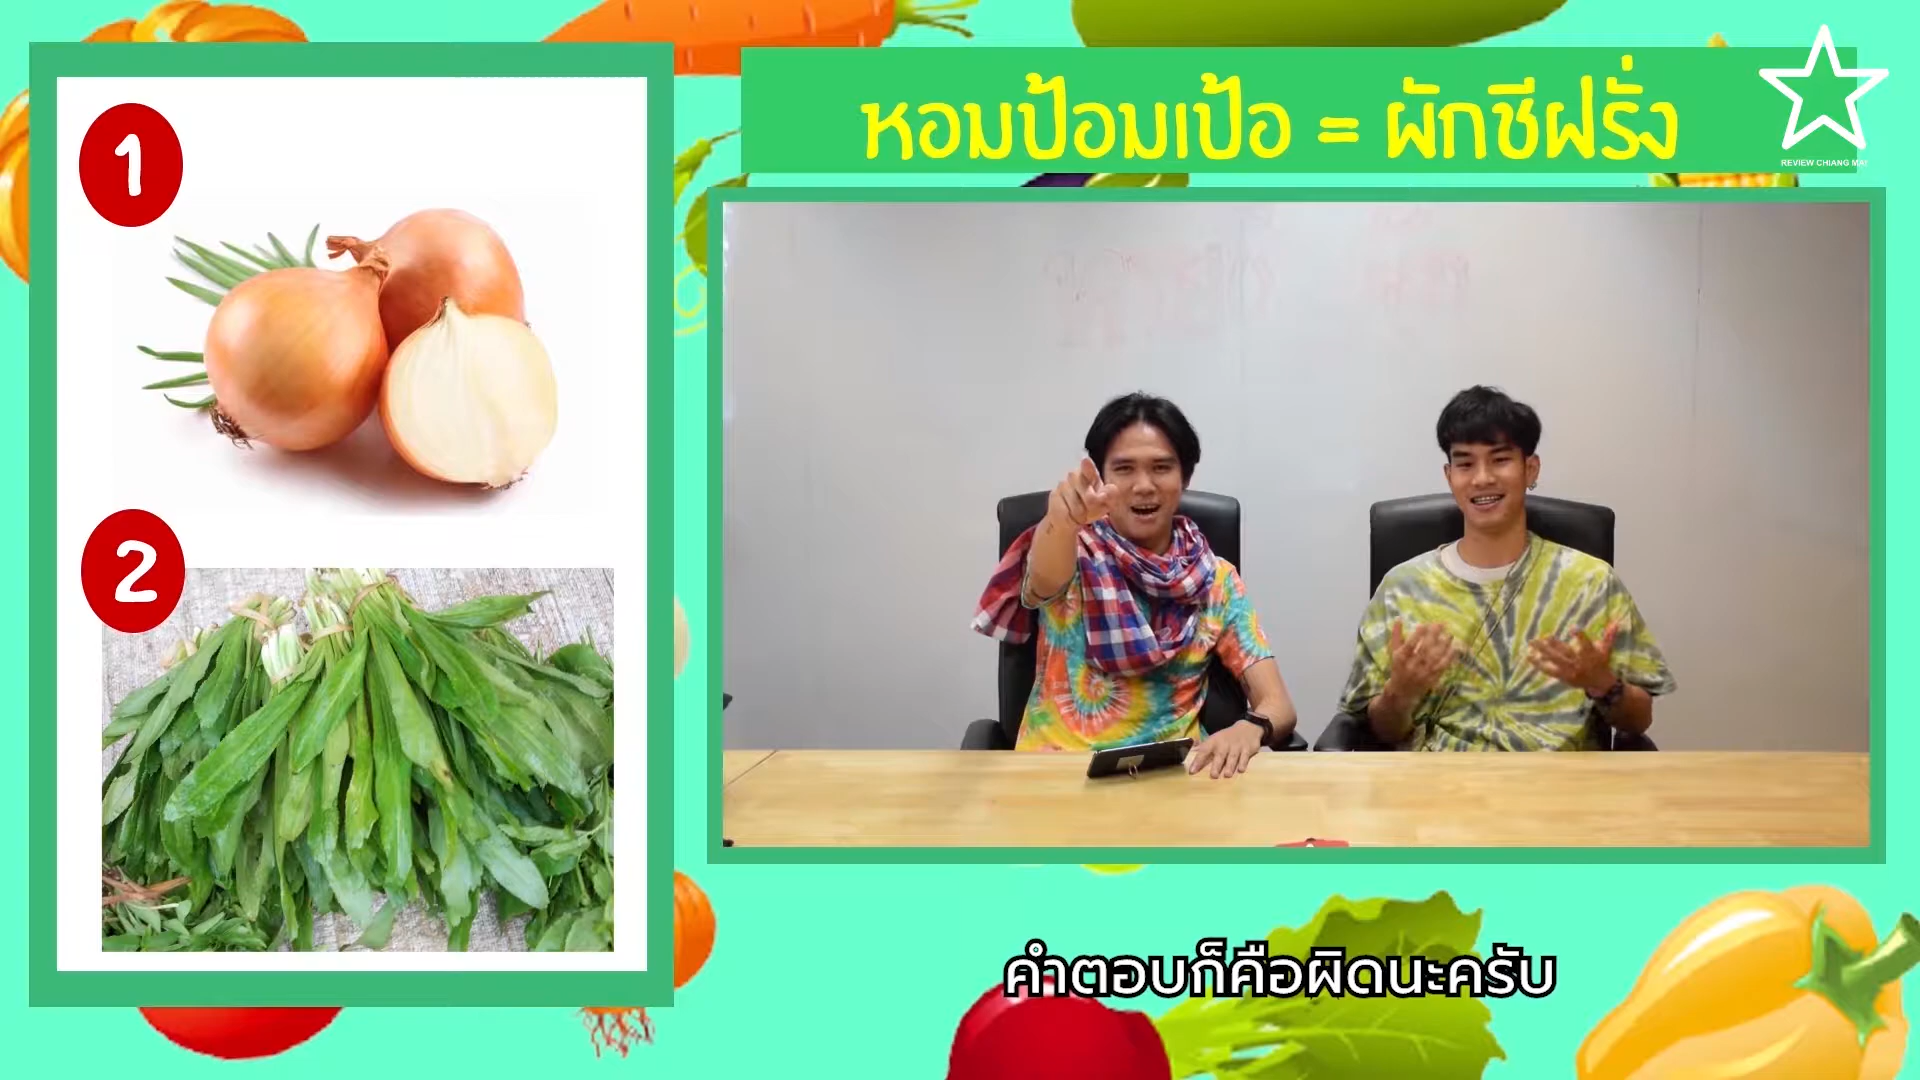 1
หอมป้อมเป้อ = ผักชีฝรั่ง
REVIEW CHIANG MAI
2
คำตอบก็คือผิดนะครับ